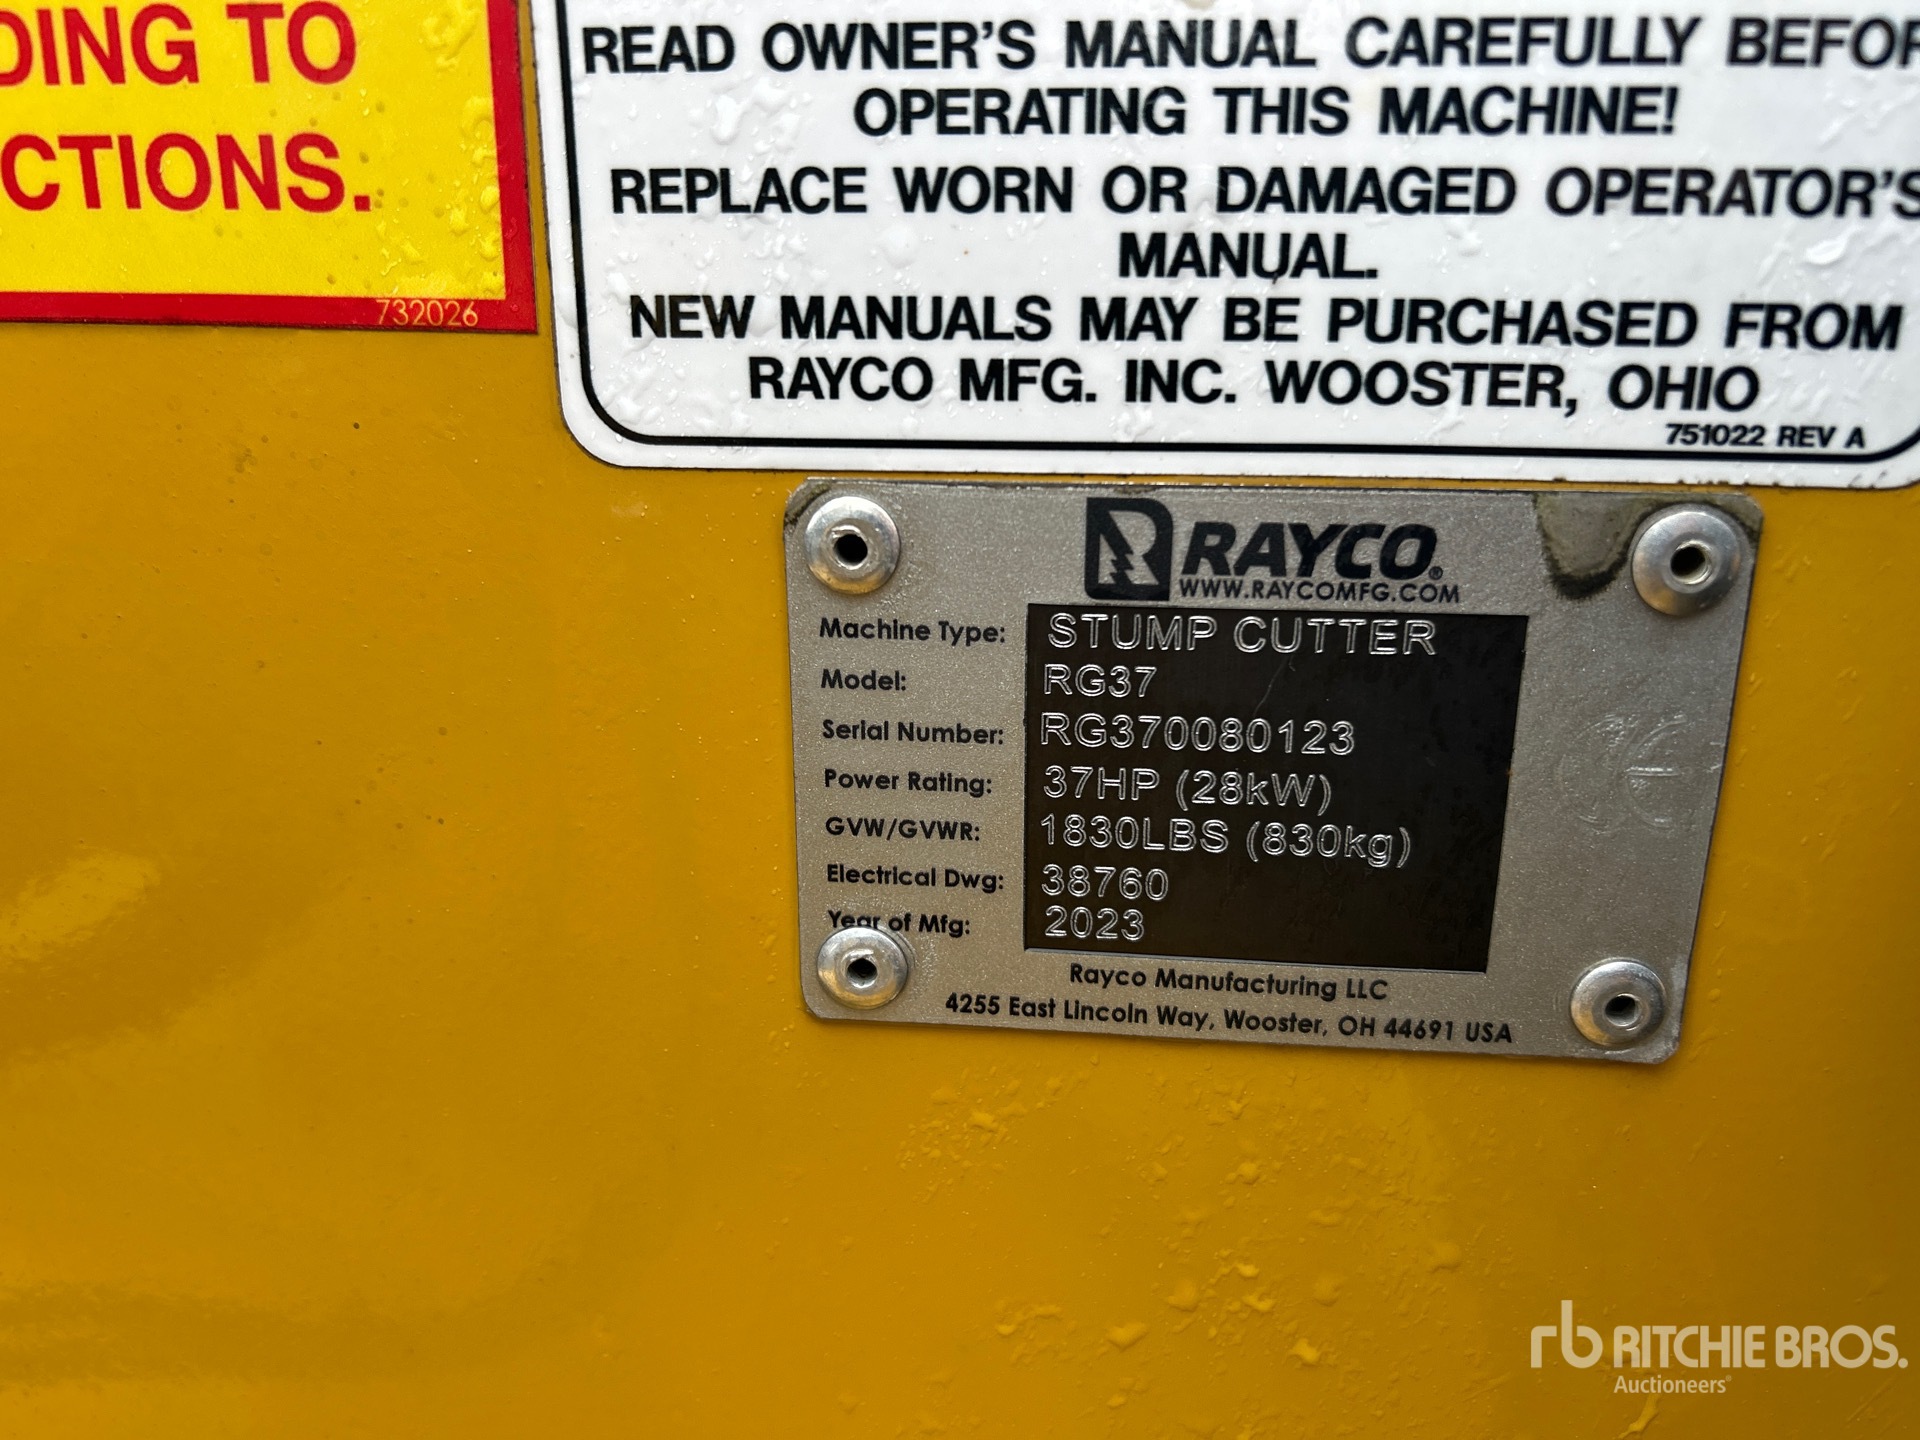 DING TO
CTIONS.
732026
READ OWNER'S MANUAL CAREFULLY BEFOR
OPERATING THIS MACHINE!
REPLACE WORN OR DAMAGED OPERATOR'S
MANUAL.
NEW MANUALS MAY BE PURCHASED FROM
RAYCO MFG. INC. WOOSTER, OHIO
751022 REV A
R RAYCO®
WWW.RAYCOMFG.COM
Machine Type: STUMP CUTTER
Model: RG37
Serial Number: RG370080123
Power Rating: 37HP (28kW)
GVW/GVWR: 1830LBS (830kg)
Electrical Dwg: 38760
Year of Mfg: 2023
CE
Rayco Manufacturing LLC
4255 East Lincoln Way, Wooster, OH 44691 USA
rb RITCHIE BROS.
Auctioneers®